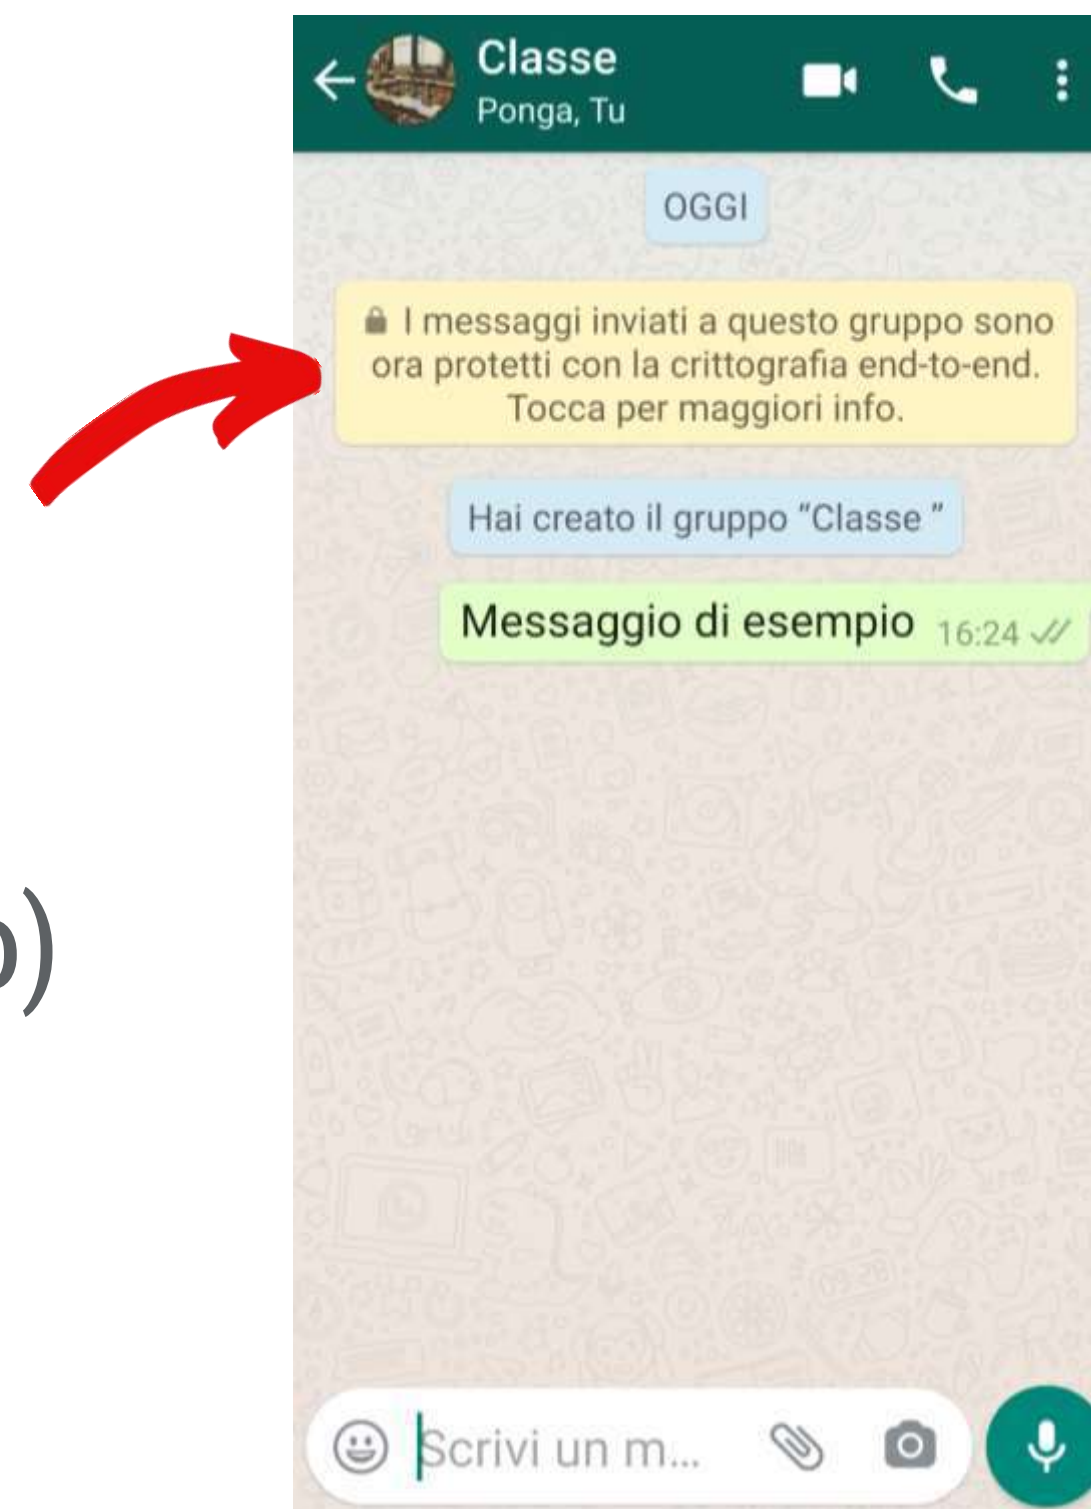 Classe
Ponga, Tu
OGGI
I messaggi inviati a questo gruppo sono
ora protetti con la crittografia end-to-end.
Tocca per maggiori info.
Hai creato il gruppo “Classe ”
Messaggio di esempio 16:24
)
Scrivi un m...